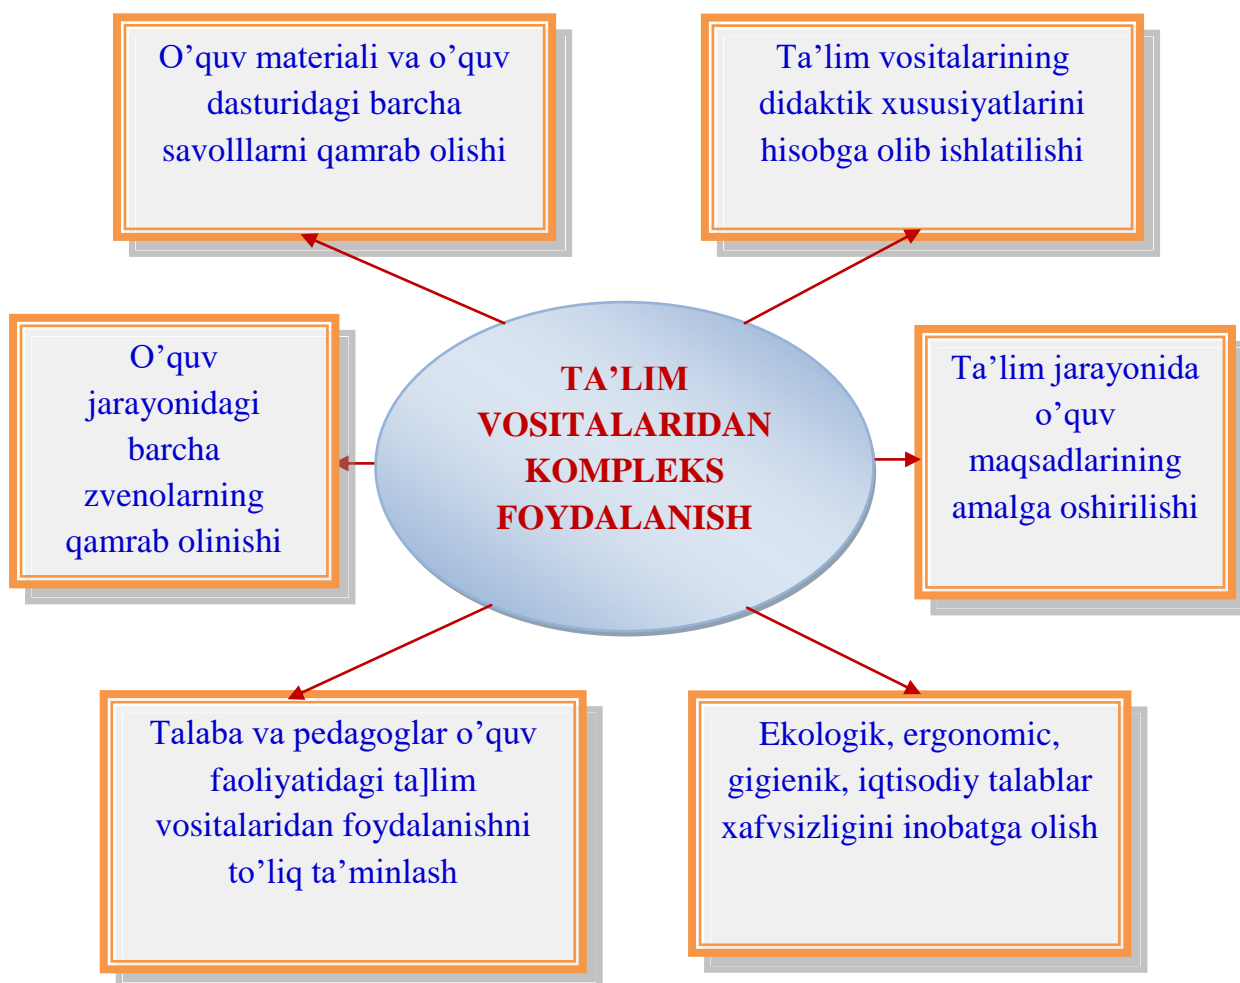 O’quv materiali va o’quv
dasturidagi barcha
savolllarni qamrab olishi
Ta’lim vositalarining
didaktik xususiyatlarini
hisobga olib ishlatilishi
O’quv
jarayonidagi
barcha
zvenolarning
qamrab olinishi
TA’LIM
VOSITALARIDAN
KOMPLEKS
FOYDALANISH
Ta’lim jarayonida
o’quv
maqsadlarining
amalga oshirilishi
Talaba va pedagoglar o’quv
faoliyatidagi ta]lim
vositalaridan foydalanishni
to’liq ta’minlash
Ekologik, ergonomic,
gigienik, iqtisodiy talablar
xafvsizligini inobatga olish